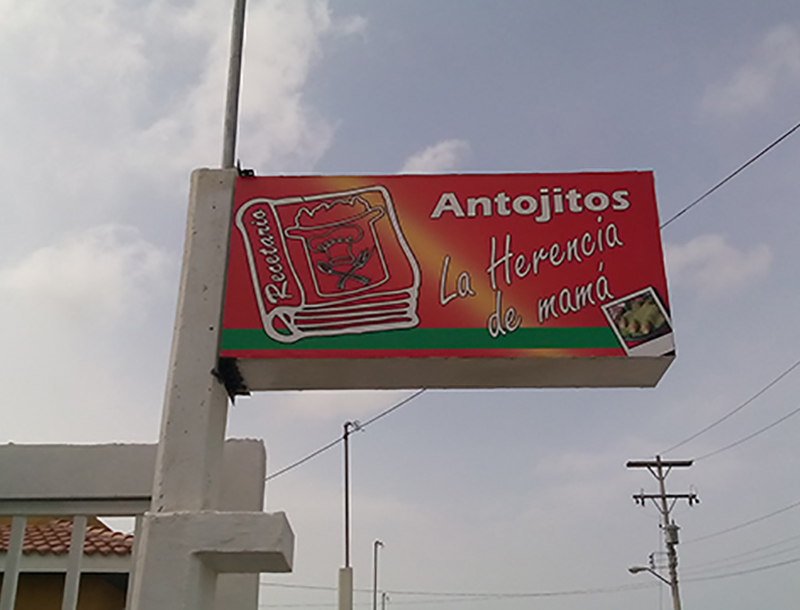 Recetario
Antojitos
La Herencia
de mamá